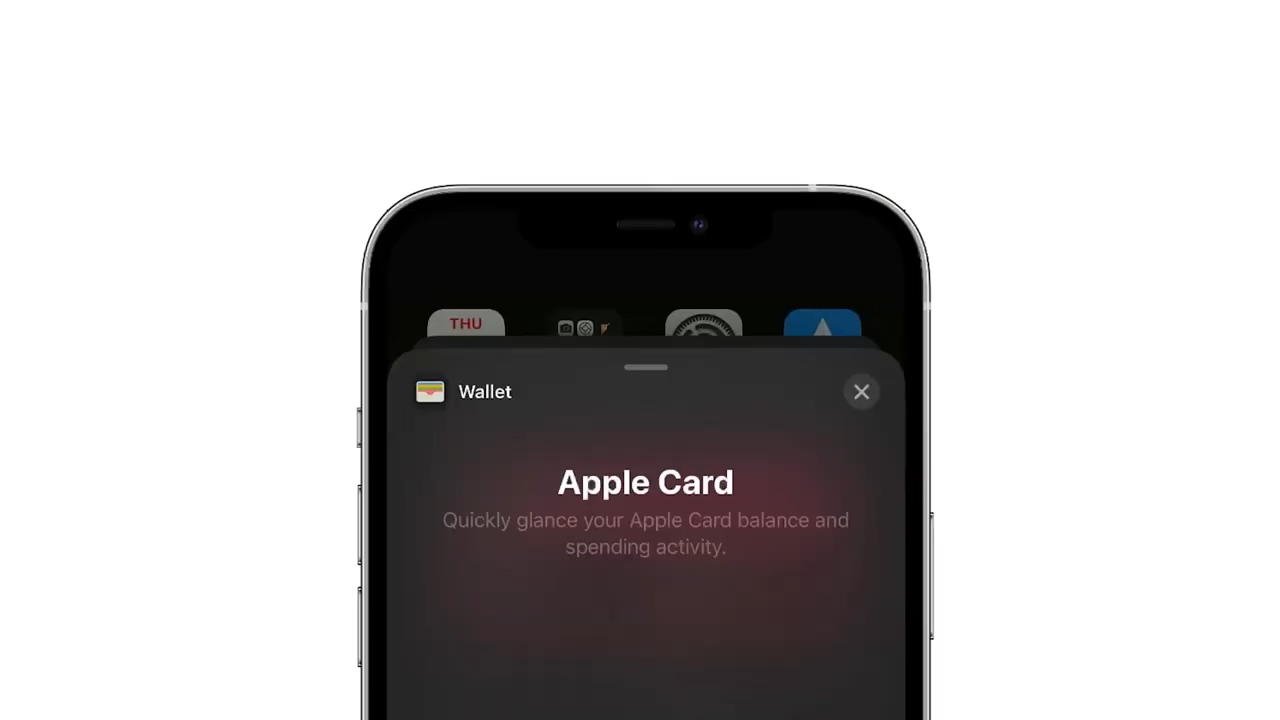 THU
Wallet
Apple Card
Quickly glance your Apple Card balance and
spending activity.